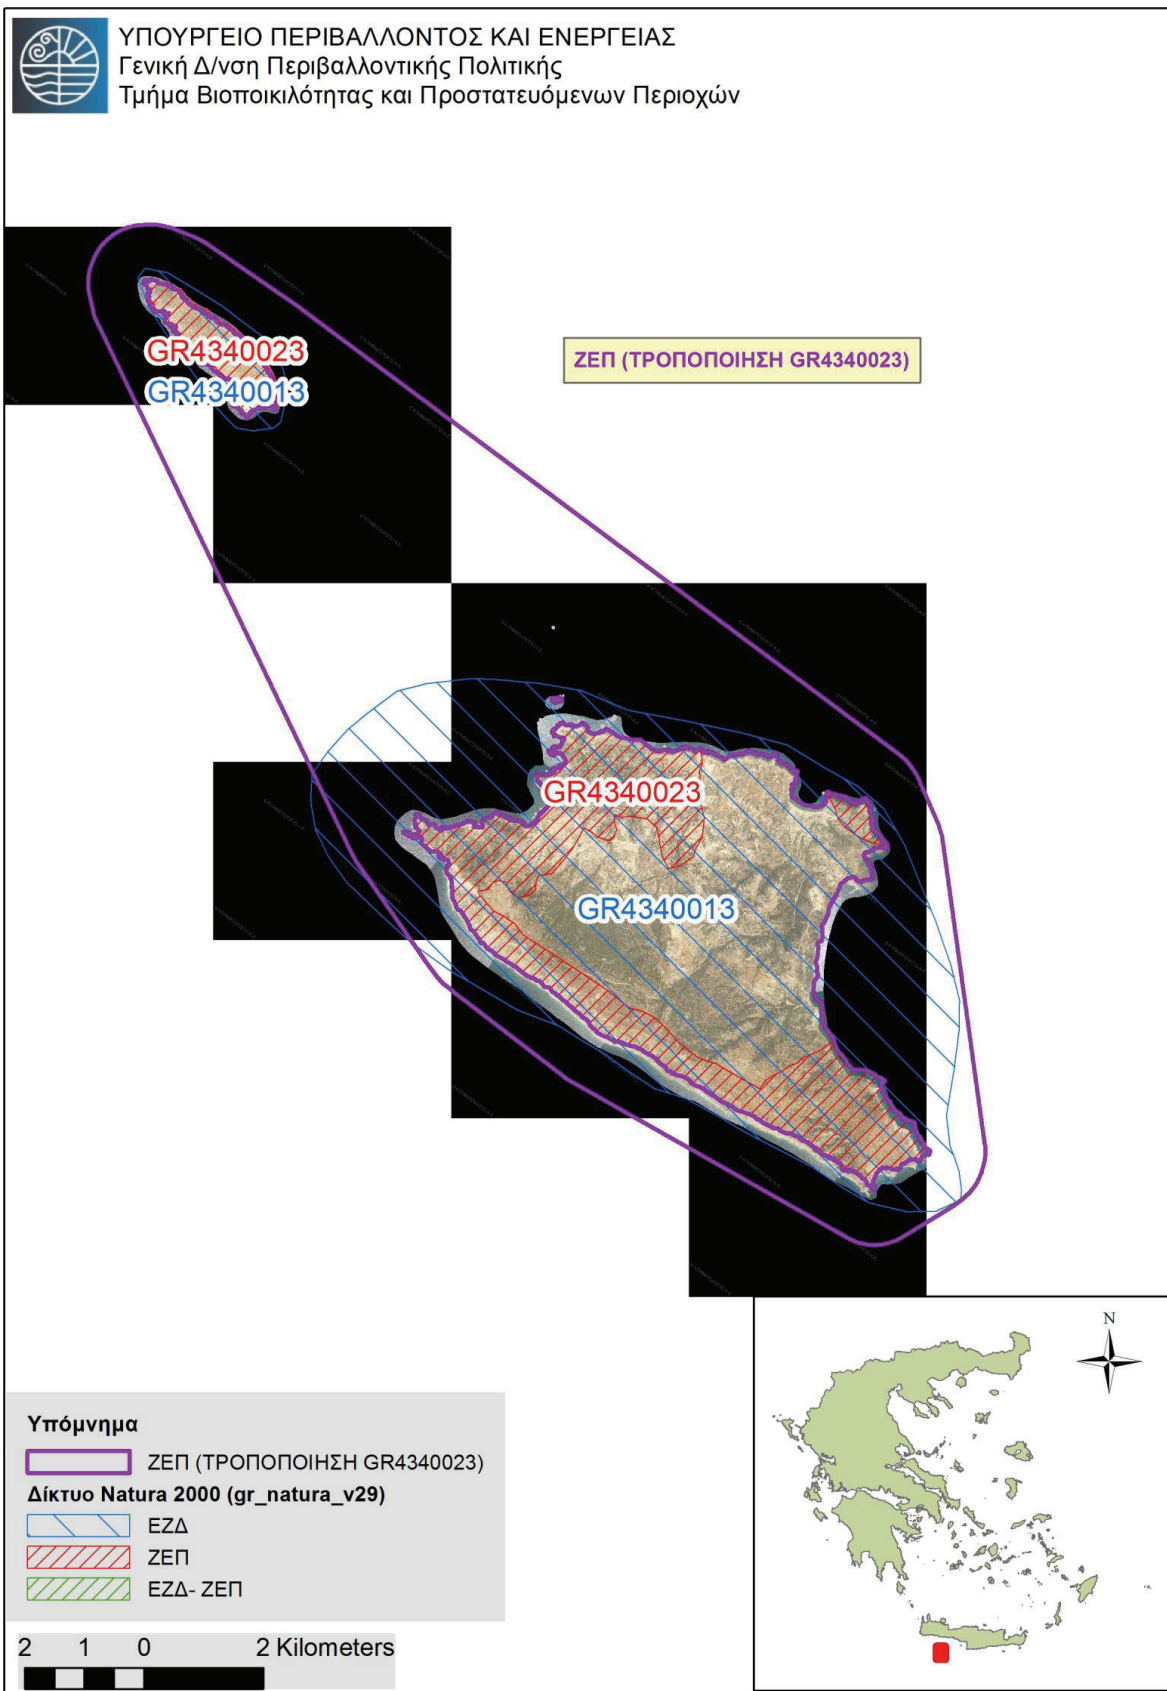 ΥΠΟΥΡΓΕΙΟ ΠΕΡΙΒΑΛΛΟΝΤΟΣ ΚΑΙ ΕΝΕΡΓΕΙΑΣ
Γενική Δ/νση Περιβαλλοντικής Πολιτικής
Τμήμα Βιοποικιλότητας και Προστατευόμενων Περιοχών
GR4340023
GR4340013
ΖΕΠ (ΤΡΟΠΟΠΟΙΗΣΗ GR4340023)
GR4340023
GR4340013
N
Υπόμνημα
ΖΕΠ (ΤΡΟΠΟΠΟΙΗΣΗ GR4340023)
Δίκτυο Natura 2000 (gr_natura_v29)
ΕΖΔ
ΖΕΠ
ΕΖΔ- ΖΕΠ
2 1 0 2 Kilometers